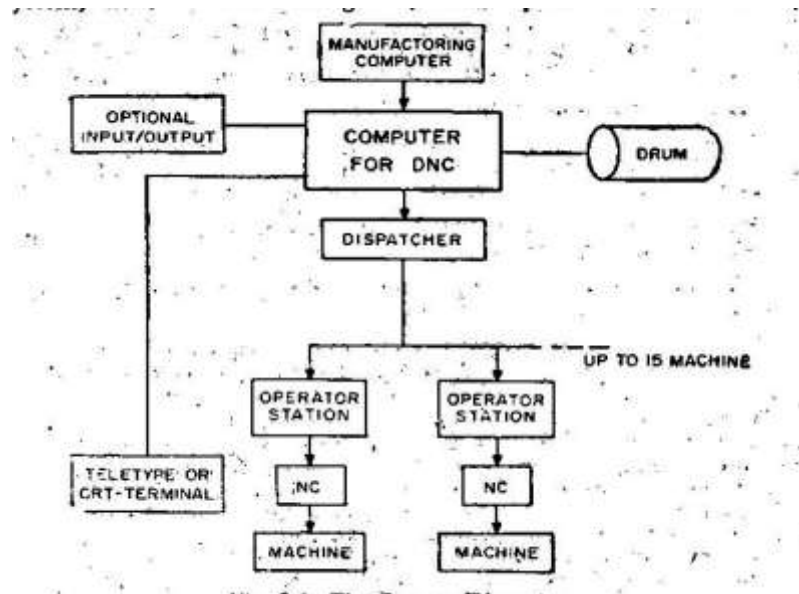 MANUFACTORING
COMPUTER
OPTIONAL
INPUT/OUTPUT
COMPUTER
FOR DNC
DRUM
DISPATCHER
UP TO 15 MACHINE
OPERATOR
STATION
OPERATOR
STATION
TELETYPE OR
CRT-TERMINAL
NC
NC
MACHINE
MACHINE